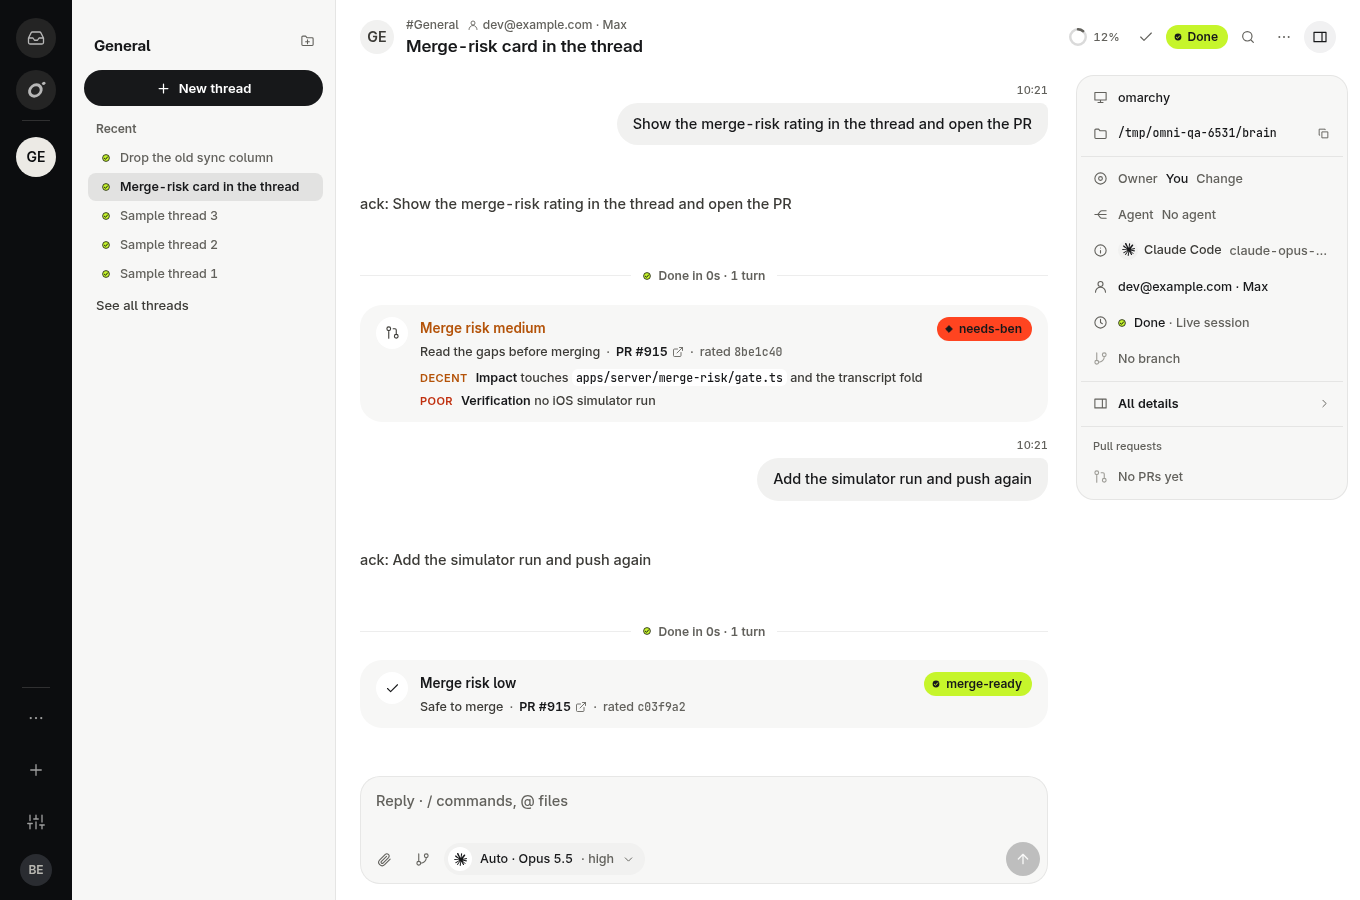 General
New thread
Recent
Drop the old sync column
Merge-risk card in the thread
Sample thread 3
Sample thread 2
Sample thread 1
See all threads
GE
BE
GE
#General dev@example.com · Max
Merge-risk card in the thread
12%
Done
10:21
Show the merge-risk rating in the thread and open the PR
ack: Show the merge-risk rating in the thread and open the PR
Done in 0s · 1 turn
Merge risk medium
needs-ben
Read the gaps before merging · PR #915 · rated 8be1c40
DECENT Impact touches apps/server/merge-risk/gate.ts and the transcript fold
POOR Verification no iOS simulator run
10:21
Add the simulator run and push again
ack: Add the simulator run and push again
Done in 0s · 1 turn
Merge risk low
merge-ready
Safe to merge · PR #915 · rated c03f9a2
Reply · / commands, @ files
Auto · Opus 5.5 · high
omarchy
/tmp/omni-qa-6531/brain
Owner You Change
Agent No agent
Claude Code claude-opus-...
dev@example.com · Max
Done · Live session
No branch
All details
Pull requests
No PRs yet